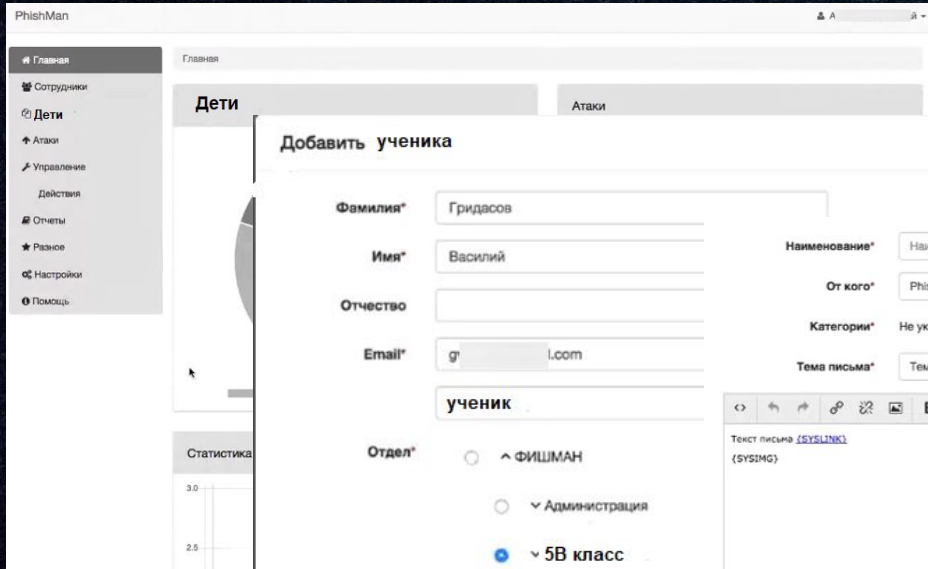 PhishMan
А й
Главная
Сотрудники
Дети
Атаки
Управление
Действия
Отчеты
Разное
Настройки
Помощь
Главная
Дети
Атаки
Статистика
3.0
2.5
Добавить ученика
Фамилия* Гридасов
Имя* Василий
Отчество
Email* g l.com
ученик
Отдел* ФИШМАН
Администрация
5В класс
Наименование*
От кого*
Категории*
Тема письма*
Текст письма {SYSLINK}
{SYSIMG}